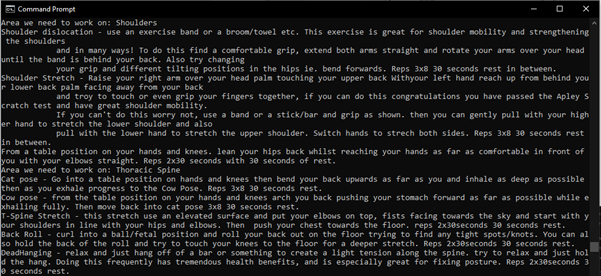 Command Prompt
Area we need to work on: Shoulders
Shoulder dislocation - use an exercise band or a broom/towel etc. This exercise is great for shoulder mobility and strengthening
 the shoulders
and in many ways! To do this find a comfortable grip, extend both arms straight and rotate your arms over your head
until the band is behind your back. Also try changing
your grip and different tilting positions in the hips ie. bend forwards. Reps 3x8 30 seconds rest in between.
Shoulder Stretch - Raise your right arm over your head palm touching your upper back Withyour left hand reach up from behind you
r lower back palm facing away from your back
and troy to touch or even grip your fingers together, if you can do this congratulations you have passed the Apley S
cratch test and have great shoulder mobility.
If you can't do this worry not, use a band or a stick/bar and grip as shown. then you can gently pull with your high
er hand to stretch the lower shoulder and also
pull with the lower hand to stretch the upper shoulder. Switch hands to strech both sides. Reps 3x8 30 seconds rest
in between.
From a table position on your hands and knees. lean your hips back whilst reaching your hands as far as comfortable in front of
you with your elbows straight. Reps 2x30 seconds with 30 seconds of rest.
Area we need to work on: Thoracic Spine
Cat pose - Go into a table position on hands and knees then bend your back upwards as far as you and inhale as deep as possible
then as you exhale progress to the Cow Pose. Reps 3x8 30 seconds rest.
Cow pose - from the table position on your hands and knees arch you back pushing your stomach forward as far as possible while e
xhailing fully. Then move back into cat pose 3x8 30 seconds rest.
T-Spine Stretch - this stretch use an elevated surface and put your elbows on top, fists facing towards the sky and start with y
our shoulders in line with your hips and elbows. Then  push your chest towards the floor. reps 2x30seconds 30 seconds rest.
Back Roll - curl into a ball/fetal position and roll your back out on the floor trying to find any tight spots/knots. You can al
so hold the back of the roll and try to touch your knees tho floor for a deeper stretch. Reps 2x30seconds 30 seconds rest.
DeadHanging - relax and just hang off of a bar or something to create a light tension along the spine. try to relax and just hol
d the hang. Doing this frequently has tremendous health benefits, and is especially great for fixing posture. Reps 2x30seconds 3
0 seconds rest.